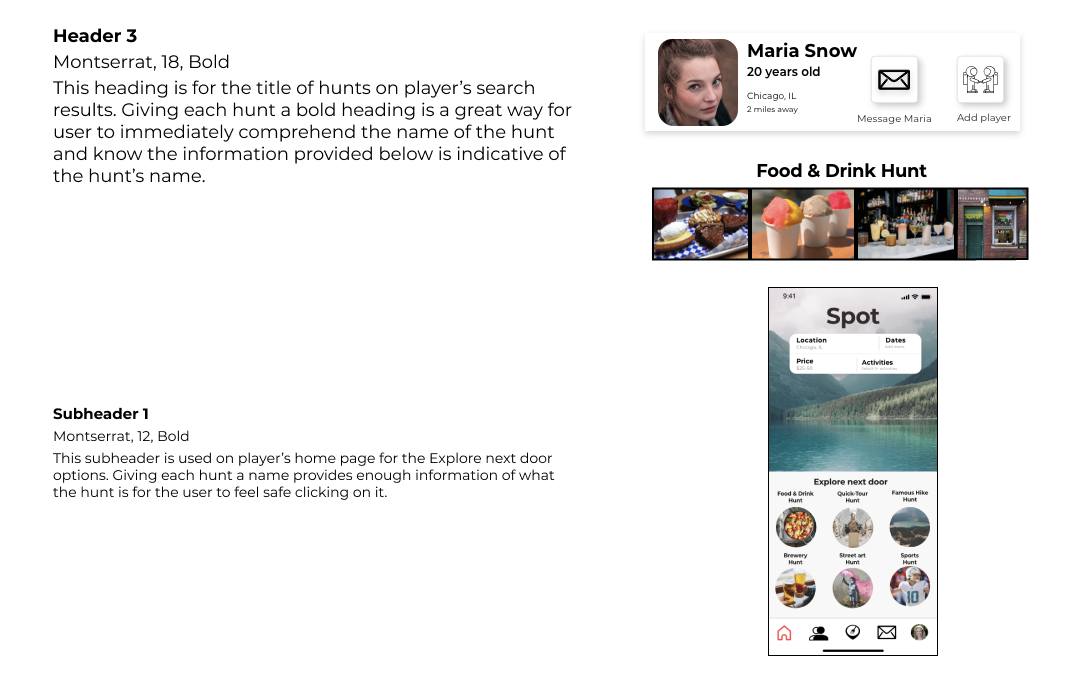 Header 3
Montserrat, 18, Bold
This heading is for the title of hunts on player’s search
results. Giving each hunt a bold heading is a great way for
user to immediately comprehend the name of the hunt
and know the information provided below is indicative of
the hunt’s name.
Maria Snow
20 years old
Chicago, IL
2 miles away
Message Maria
Add player
Food & Drink Hunt
Subheader 1
Montserrat, 12, Bold
This subheader is used on player’s home page for the Explore next door
options. Giving each hunt a name provides enough information of what
the hunt is for the user to feel safe clicking on it.
9:41
Spot
Location
Dates
Chicago, IL
Price
Activities
$25-50
Explore next door
Food & Drink
Hunt
Quick-Tour
Hunt
Famous Hike
Hunt
Brewery
Hunt
Street art
Hunt
Sports
Hunt
10